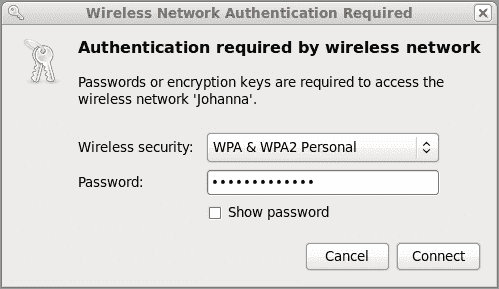 Wireless Network Authentication Required
Authentication required by wireless network
Passwords or encryption keys are required to access the
wireless network 'Johanna'.
Wireless security: WPA & WPA2 Personal
Password: •••••••••••••
Show password
Cancel Connect